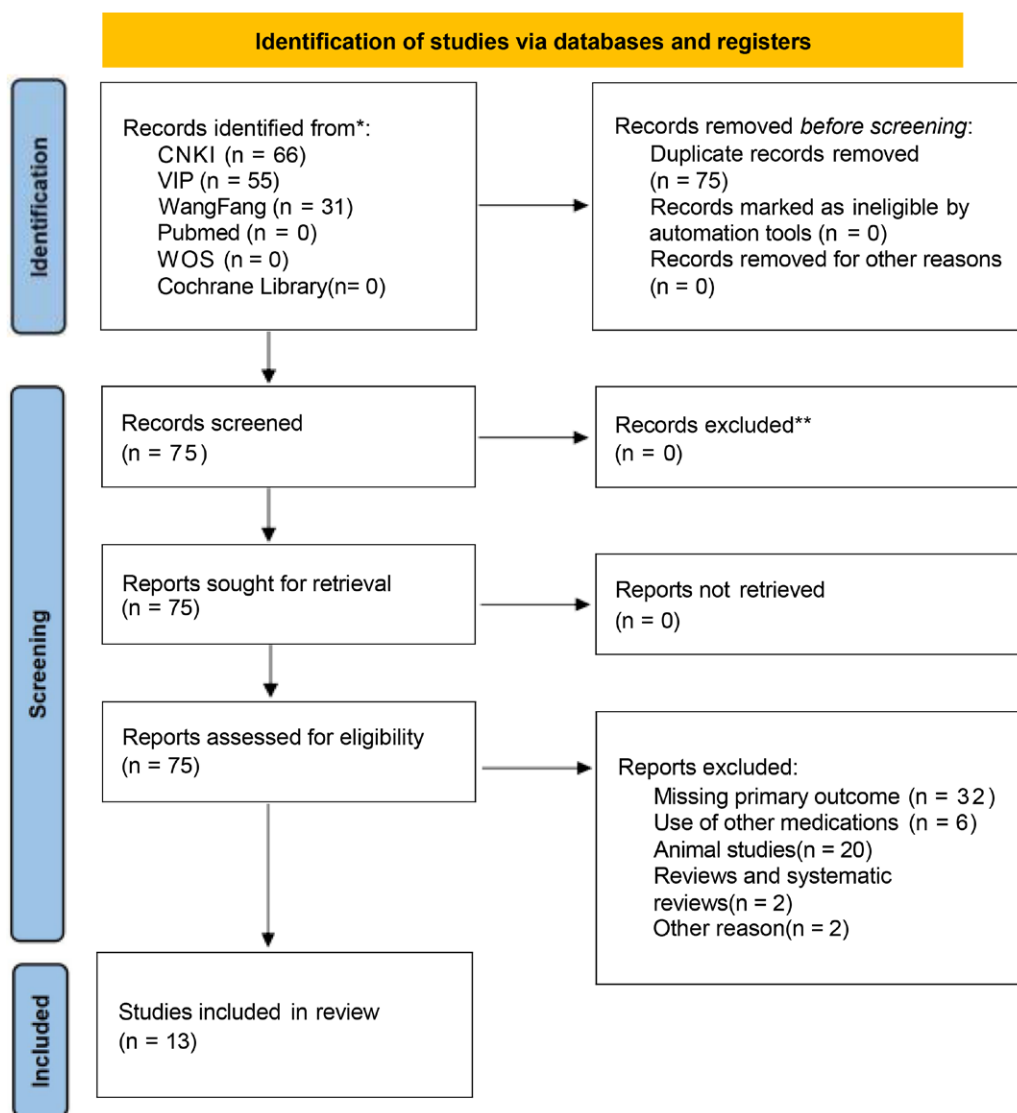 Identification of studies via databases and registers
Identification
Records identified from*:
CNKI (n = 66)
VIP (n = 55)
WangFang (n = 31)
Pubmed (n = 0)
WOS (n = 0)
Cochrane Library(n= 0)
Records removed before screening:
Duplicate records removed
(n = 75)
Records marked as ineligible by
automation tools (n = 0)
Records removed for other reasons
(n = 0)
Screening
Records screened
(n = 75)
Records excluded**
(n = 0)
Reports sought for retrieval
(n = 75)
Reports not retrieved
(n = 0)
Reports assessed for eligibility
(n = 75)
Reports excluded:
Missing primary outcome (n = 32)
Use of other medications (n = 6)
Animal studies(n = 20)
Reviews and systematic
reviews(n = 2)
Other reason(n = 2)
Included
Studies included in review
(n = 13)